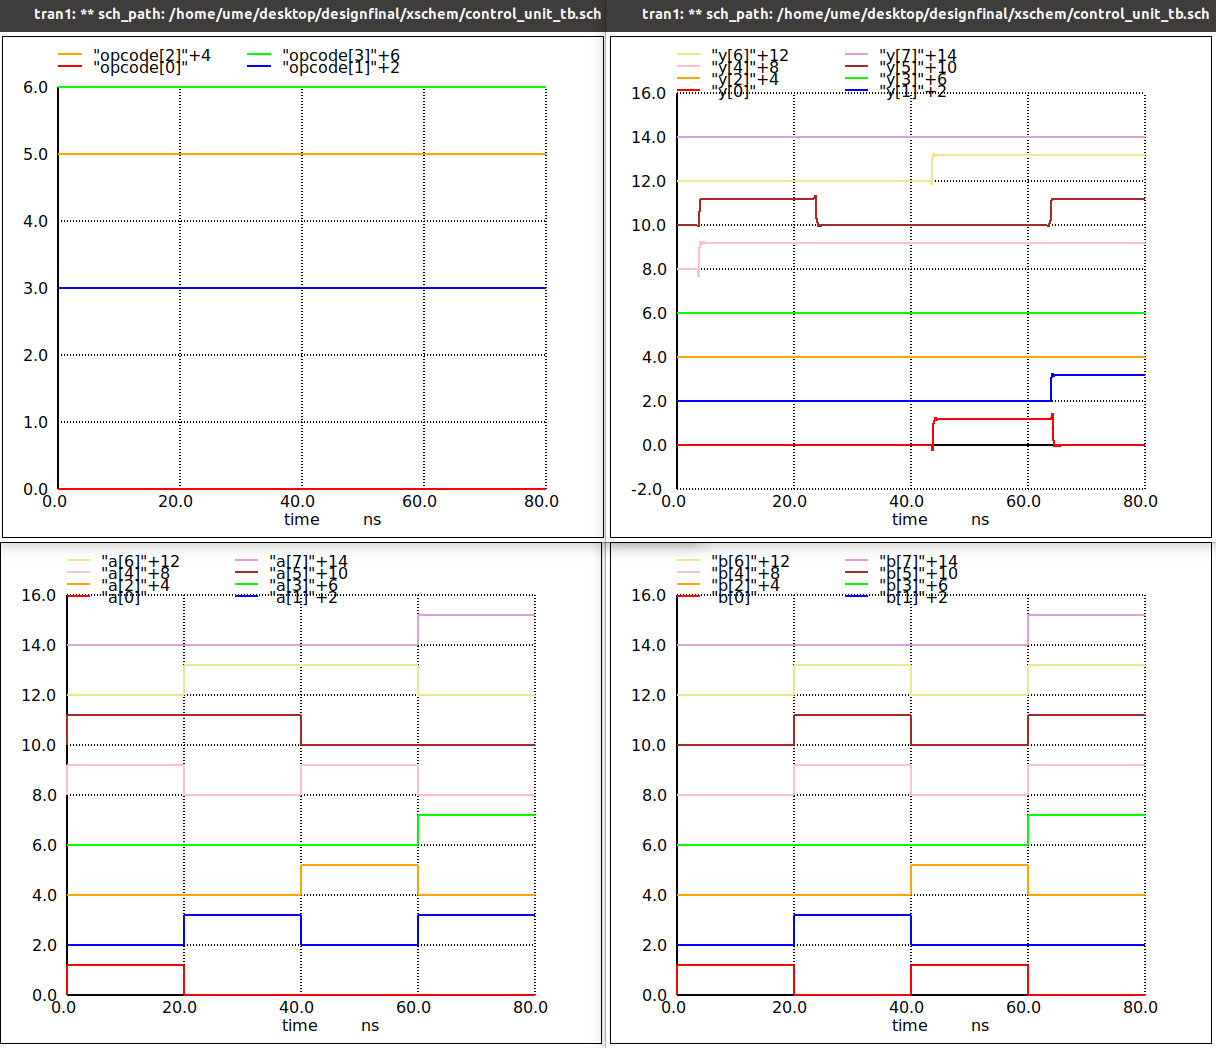 tran1: ** sch_path: /home/ume/desktop/designfinal/xschem/control_unit_tb.sch
"opcode[2]"+4 "opcode[3]"+6
"opcode[0]" "opcode[1]"+2
6.0
5.0
4.0
3.0
2.0
1.0
0.0
0.0 20.0 40.0 60.0 80.0
time ns
tran1: ** sch_path: /home/ume/desktop/designfinal/xschem/control_unit_tb.sch
"y[6]"+12 "y[7]"+14
"y[4]"+8 "y[5]"+10
"y[2]"+4 "y[3]"+6
"y[0]" "y[1]"+2
16.0
14.0
12.0
10.0
8.0
6.0
4.0
2.0
0.0
-2.0
0.0 20.0 40.0 60.0 80.0
time ns
"a[6]"+12 "a[7]"+14
"a[4]"+8 "a[5]"+10
"a[2]"+4 "a[3]"+6
"a[0]" "a[1]"+2
16.0
14.0
12.0
10.0
8.0
6.0
4.0
2.0
0.0
0.0 20.0 40.0 60.0 80.0
time ns
"b[6]"+12 "b[7]"+14
"b[4]"+8 "b[5]"+10
"b[2]"+4 "b[3]"+6
"b[0]" "b[1]"+2
16.0
14.0
12.0
10.0
8.0
6.0
4.0
2.0
0.0
0.0 20.0 40.0 60.0 80.0
time ns